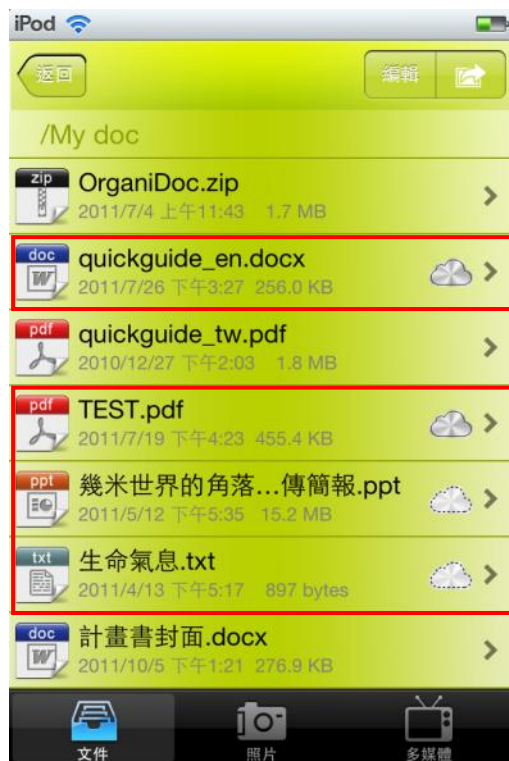 iPod
返回
編輯
/My doc
zip
OrganiDoc.zip
2011/7/4 上午11:43 1.7 MB
doc
W
quickguide_en.docx
2011/7/26 下午3:27 256.0 KB
pdf
quickguide_tw.pdf
2010/12/27 下午2:03 1.8 MB
pdf
TEST.pdf
2011/7/19 下午4:23 455.4 KB
ppt
幾米世界的角落...傳簡報.ppt
2011/5/12 下午5:35 15.2 MB
txt
生命氣息.txt
2011/4/13 下午5:17 897 bytes
doc
W
計畫書封面.docx
2011/10/5 下午1:21 276.9 KB
文件
照片
多媒體